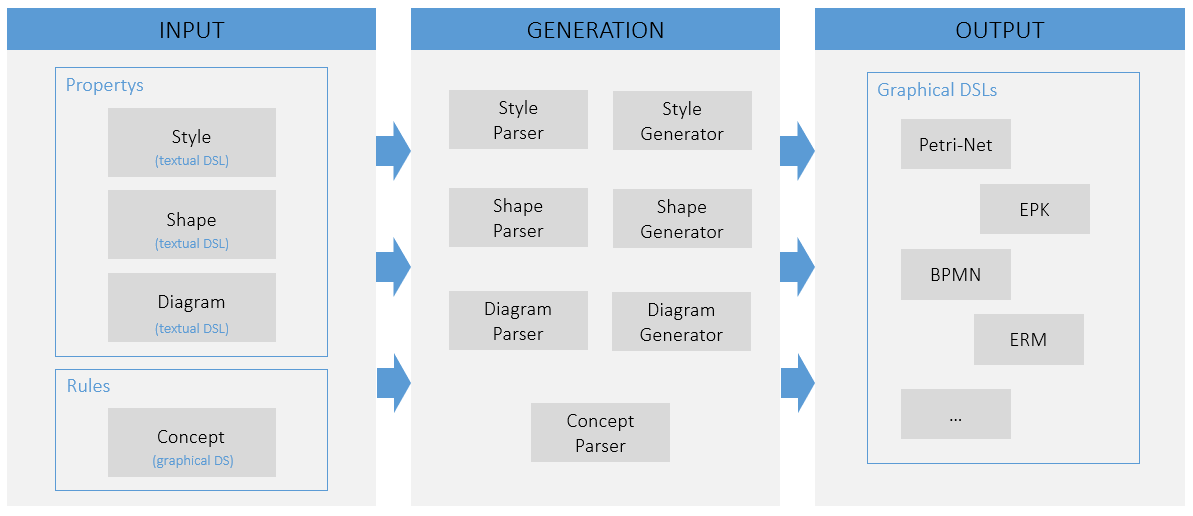 INPUT
Propertys
Style
(textual DSL)
Shape
(textual DSL)
Diagram
(textual DSL)
Rules
Concept
(graphical DS)
GENERATION
Style
Parser
Style
Generator
Shape
Parser
Shape
Generator
Diagram
Parser
Diagram
Generator
Concept
Parser
OUTPUT
Graphical DSLs
Petri-Net
EPK
BPMN
ERM
...